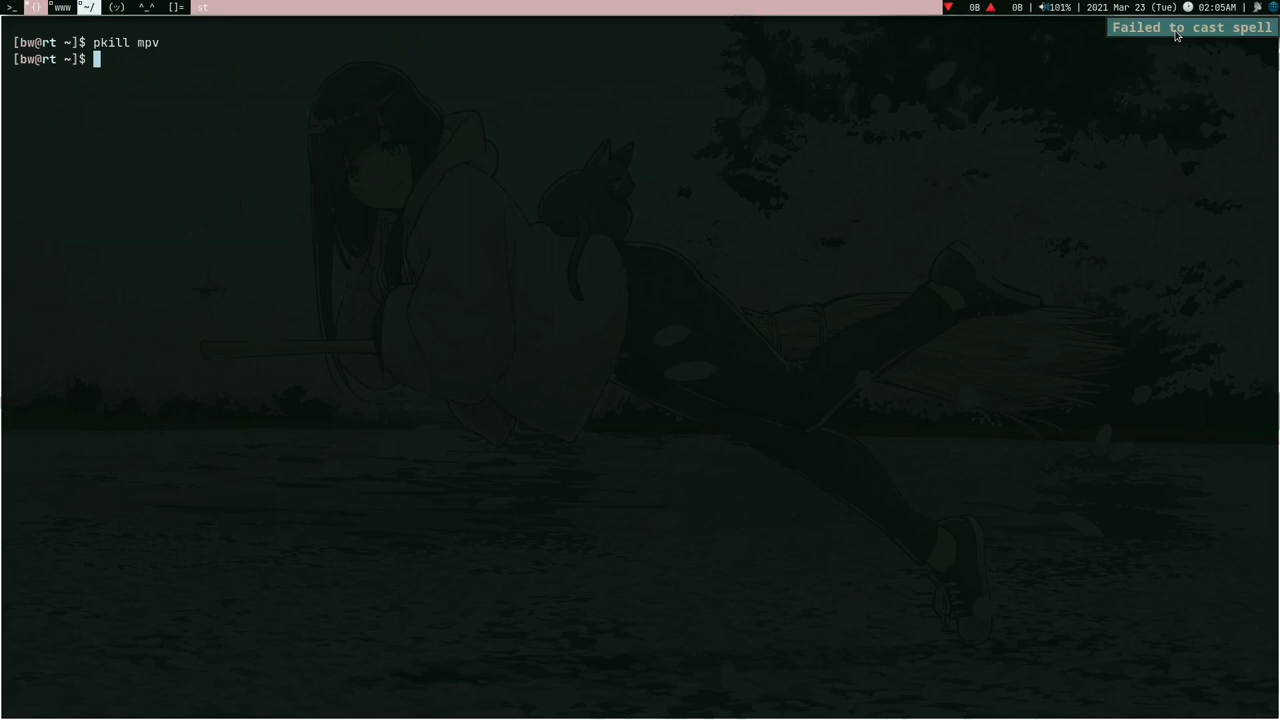 >_ {} www ~/ (ッ) ^_^ []= st 0B 0B | 101% | 2021 Mar 23 (Tue) 02:05AM |
Failed to cast spell
[bw@rt ~]$ pkill mpv
[bw@rt ~]$